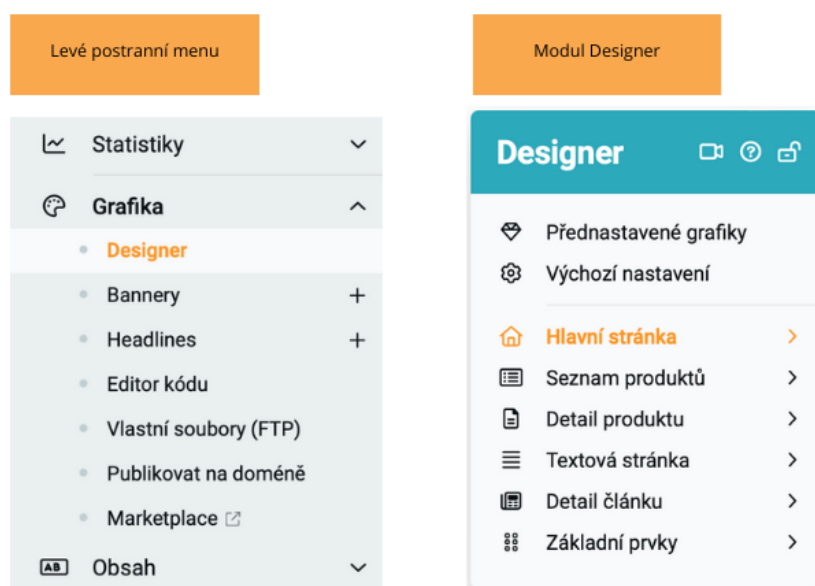 Levé postranní menu
Statistiky
Grafika
Designer
Bannery
Headlines
Editor kódu
Vlastní soubory (FTP)
Publikovat na doméně
Marketplace
AB Obsah
Modul Designer
Designer
Přednastavené grafiky
Výchozí nastavení
Hlavní stránka
Seznam produktů
Detail produktu
Textová stránka
Detail článku
Základní prvky